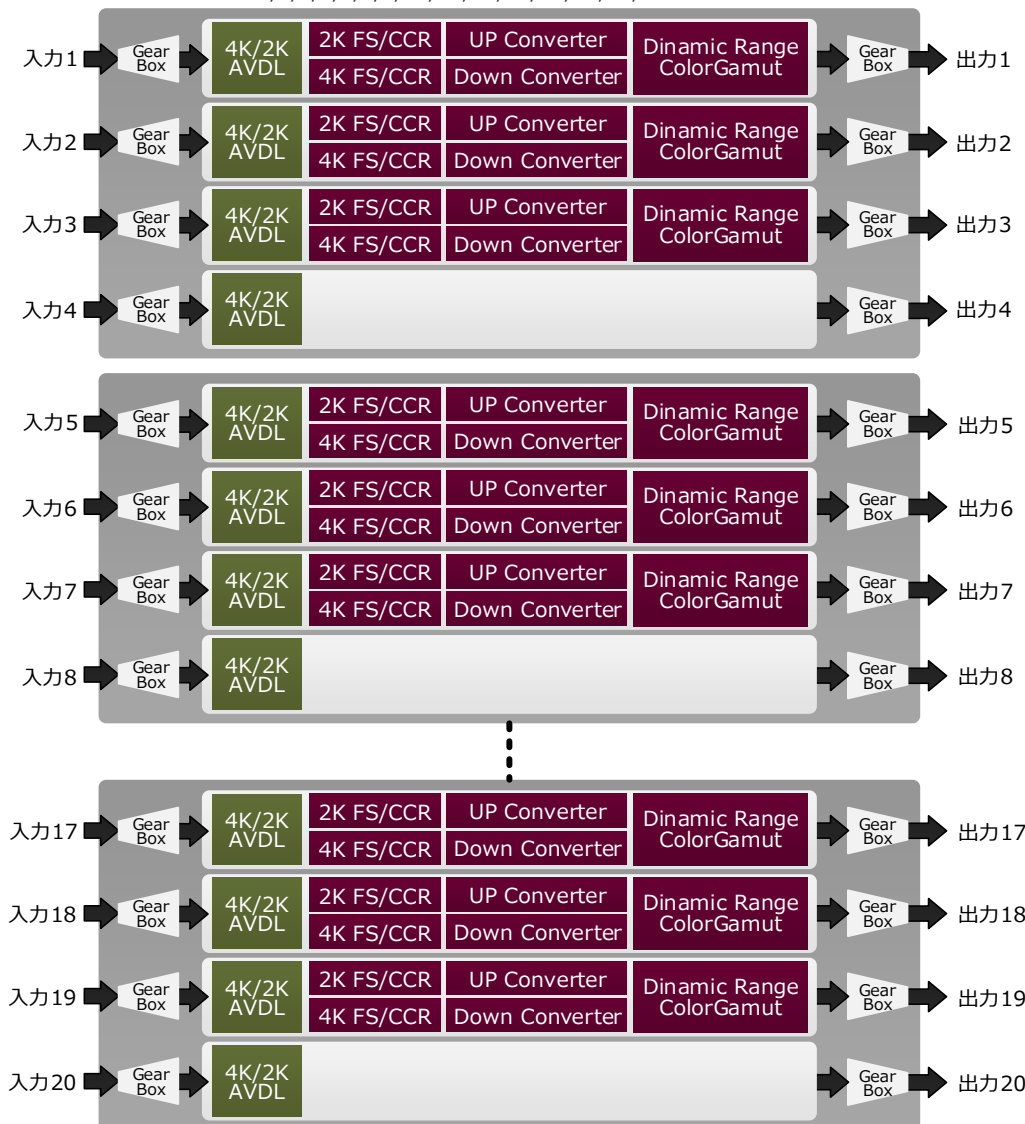 入力1 Gear Box 4K/2K AVDL 2K FS/CCR 4K FS/CCR UP Converter Down Converter Dinamic Range ColorGamut Gear Box 出力1
入力2 Gear Box 4K/2K AVDL 2K FS/CCR 4K FS/CCR UP Converter Down Converter Dinamic Range ColorGamut Gear Box 出力2
入力3 Gear Box 4K/2K AVDL 2K FS/CCR 4K FS/CCR UP Converter Down Converter Dinamic Range ColorGamut Gear Box 出力3
入力4 Gear Box 4K/2K AVDL Gear Box 出力4
入力5 Gear Box 4K/2K AVDL 2K FS/CCR 4K FS/CCR UP Converter Down Converter Dinamic Range ColorGamut Gear Box 出力5
入力6 Gear Box 4K/2K AVDL 2K FS/CCR 4K FS/CCR UP Converter Down Converter Dinamic Range ColorGamut Gear Box 出力6
入力7 Gear Box 4K/2K AVDL 2K FS/CCR 4K FS/CCR UP Converter Down Converter Dinamic Range ColorGamut Gear Box 出力7
入力8 Gear Box 4K/2K AVDL Gear Box 出力8
入力17 Gear Box 4K/2K AVDL 2K FS/CCR 4K FS/CCR UP Converter Down Converter Dinamic Range ColorGamut Gear Box 出力17
入力18 Gear Box 4K/2K AVDL 2K FS/CCR 4K FS/CCR UP Converter Down Converter Dinamic Range ColorGamut Gear Box 出力18
入力19 Gear Box 4K/2K AVDL 2K FS/CCR 4K FS/CCR UP Converter Down Converter Dinamic Range ColorGamut Gear Box 出力19
入力20 Gear Box 4K/2K AVDL Gear Box 出力20